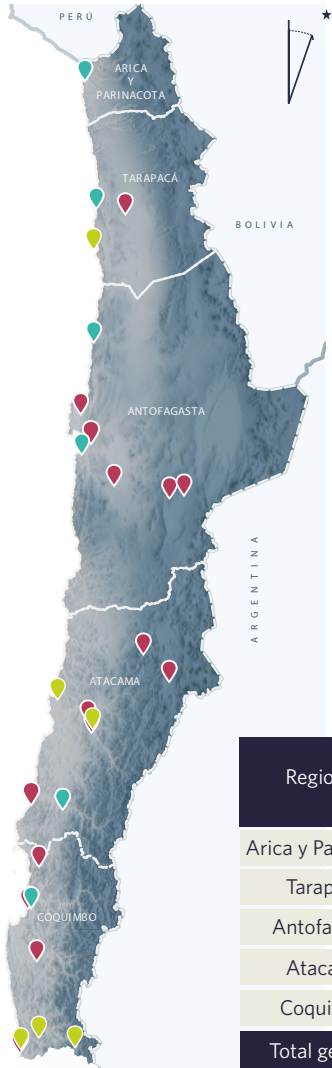 PERÚ
ARICA
Y
PARINACOTA
TARAPACÁ
BOLIVIA
ANTOFAGASTA
ARGENTINA
ATACAMA
COQUIMBO
Regio
Arica y Pa
Tarap
Antofa
Ataca
Coqui
Total ge